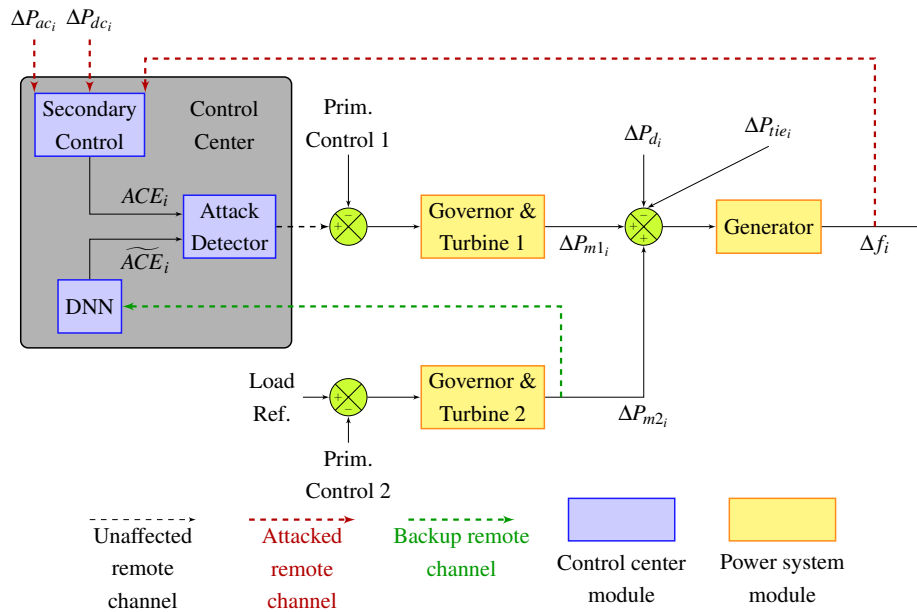 ΔP_{ac_i}
ΔP_{dc_i}
Secondary
Control
Control
Center
Prim.
Control 1
ΔP_{d_i}
ΔP_{tie_i}
ACE_i
Attack
Detector
\widetilde{ACE}_i
DNN
+
−
Governor &
Turbine 1
ΔP_{m1_i}
−
−
+
+
Generator
Δf_i
Load
Ref.
+
−
Governor &
Turbine 2
ΔP_{m2_i}
Prim.
Control 2
Unaffected
remote
channel
Attacked
remote
channel
Backup remote
channel
Control center
module
Power system
module